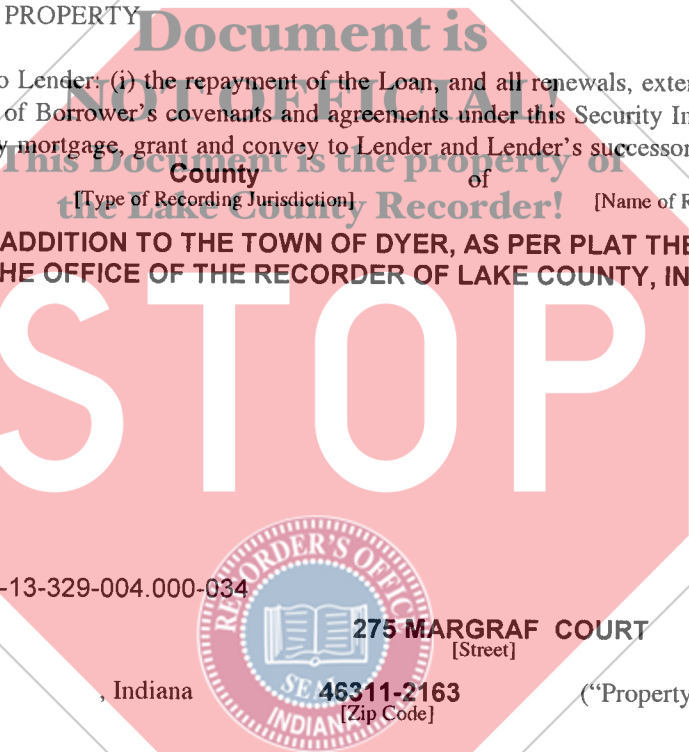 PROPERTY
Document is
o Lender: (i) the repayment of the Loan, and all renewals, exten
NOT OFFICIAL!
of Borrower's covenants and agreements under this Security In
y mortgage, grant and convey to Lender and Lender's successor
This Document is the property of
County of
the Lake County Recorder!
[Type of Recording Jurisdiction] [Name of R
ADDITION TO THE TOWN OF DYER, AS PER PLAT THE
HE OFFICE OF THE RECORDER OF LAKE COUNTY, IN
STOP
RECORDER'S OFFICE
-13-329-004.000-034
275 MARGRAF COURT
[Street]
SEAL
, Indiana 46311-2163 ("Property
[Zip Code]
INDIANA